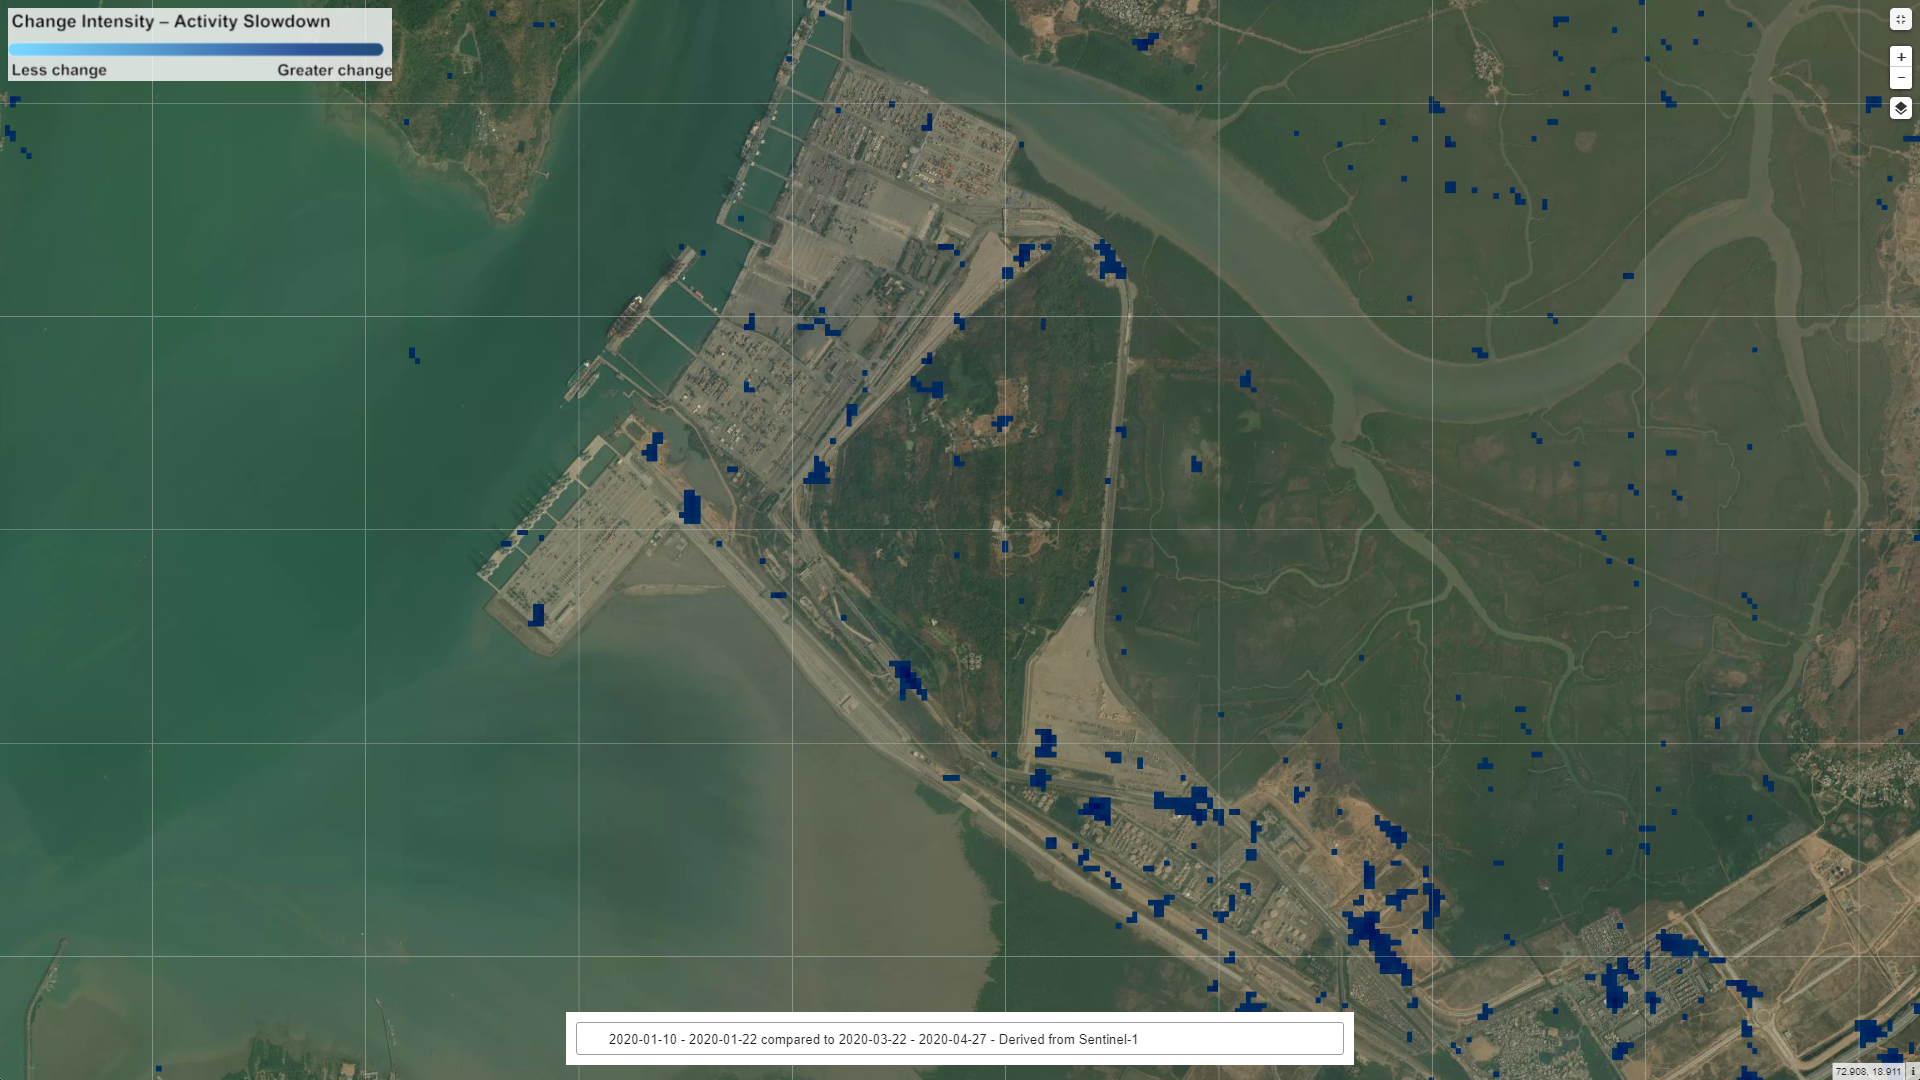 Change Intensity – Activity Slowdown
Less change Greater change
+
−
2020-01-10 - 2020-01-22 compared to 2020-03-22 - 2020-04-27 - Derived from Sentinel-1
72.908, 18.911 i